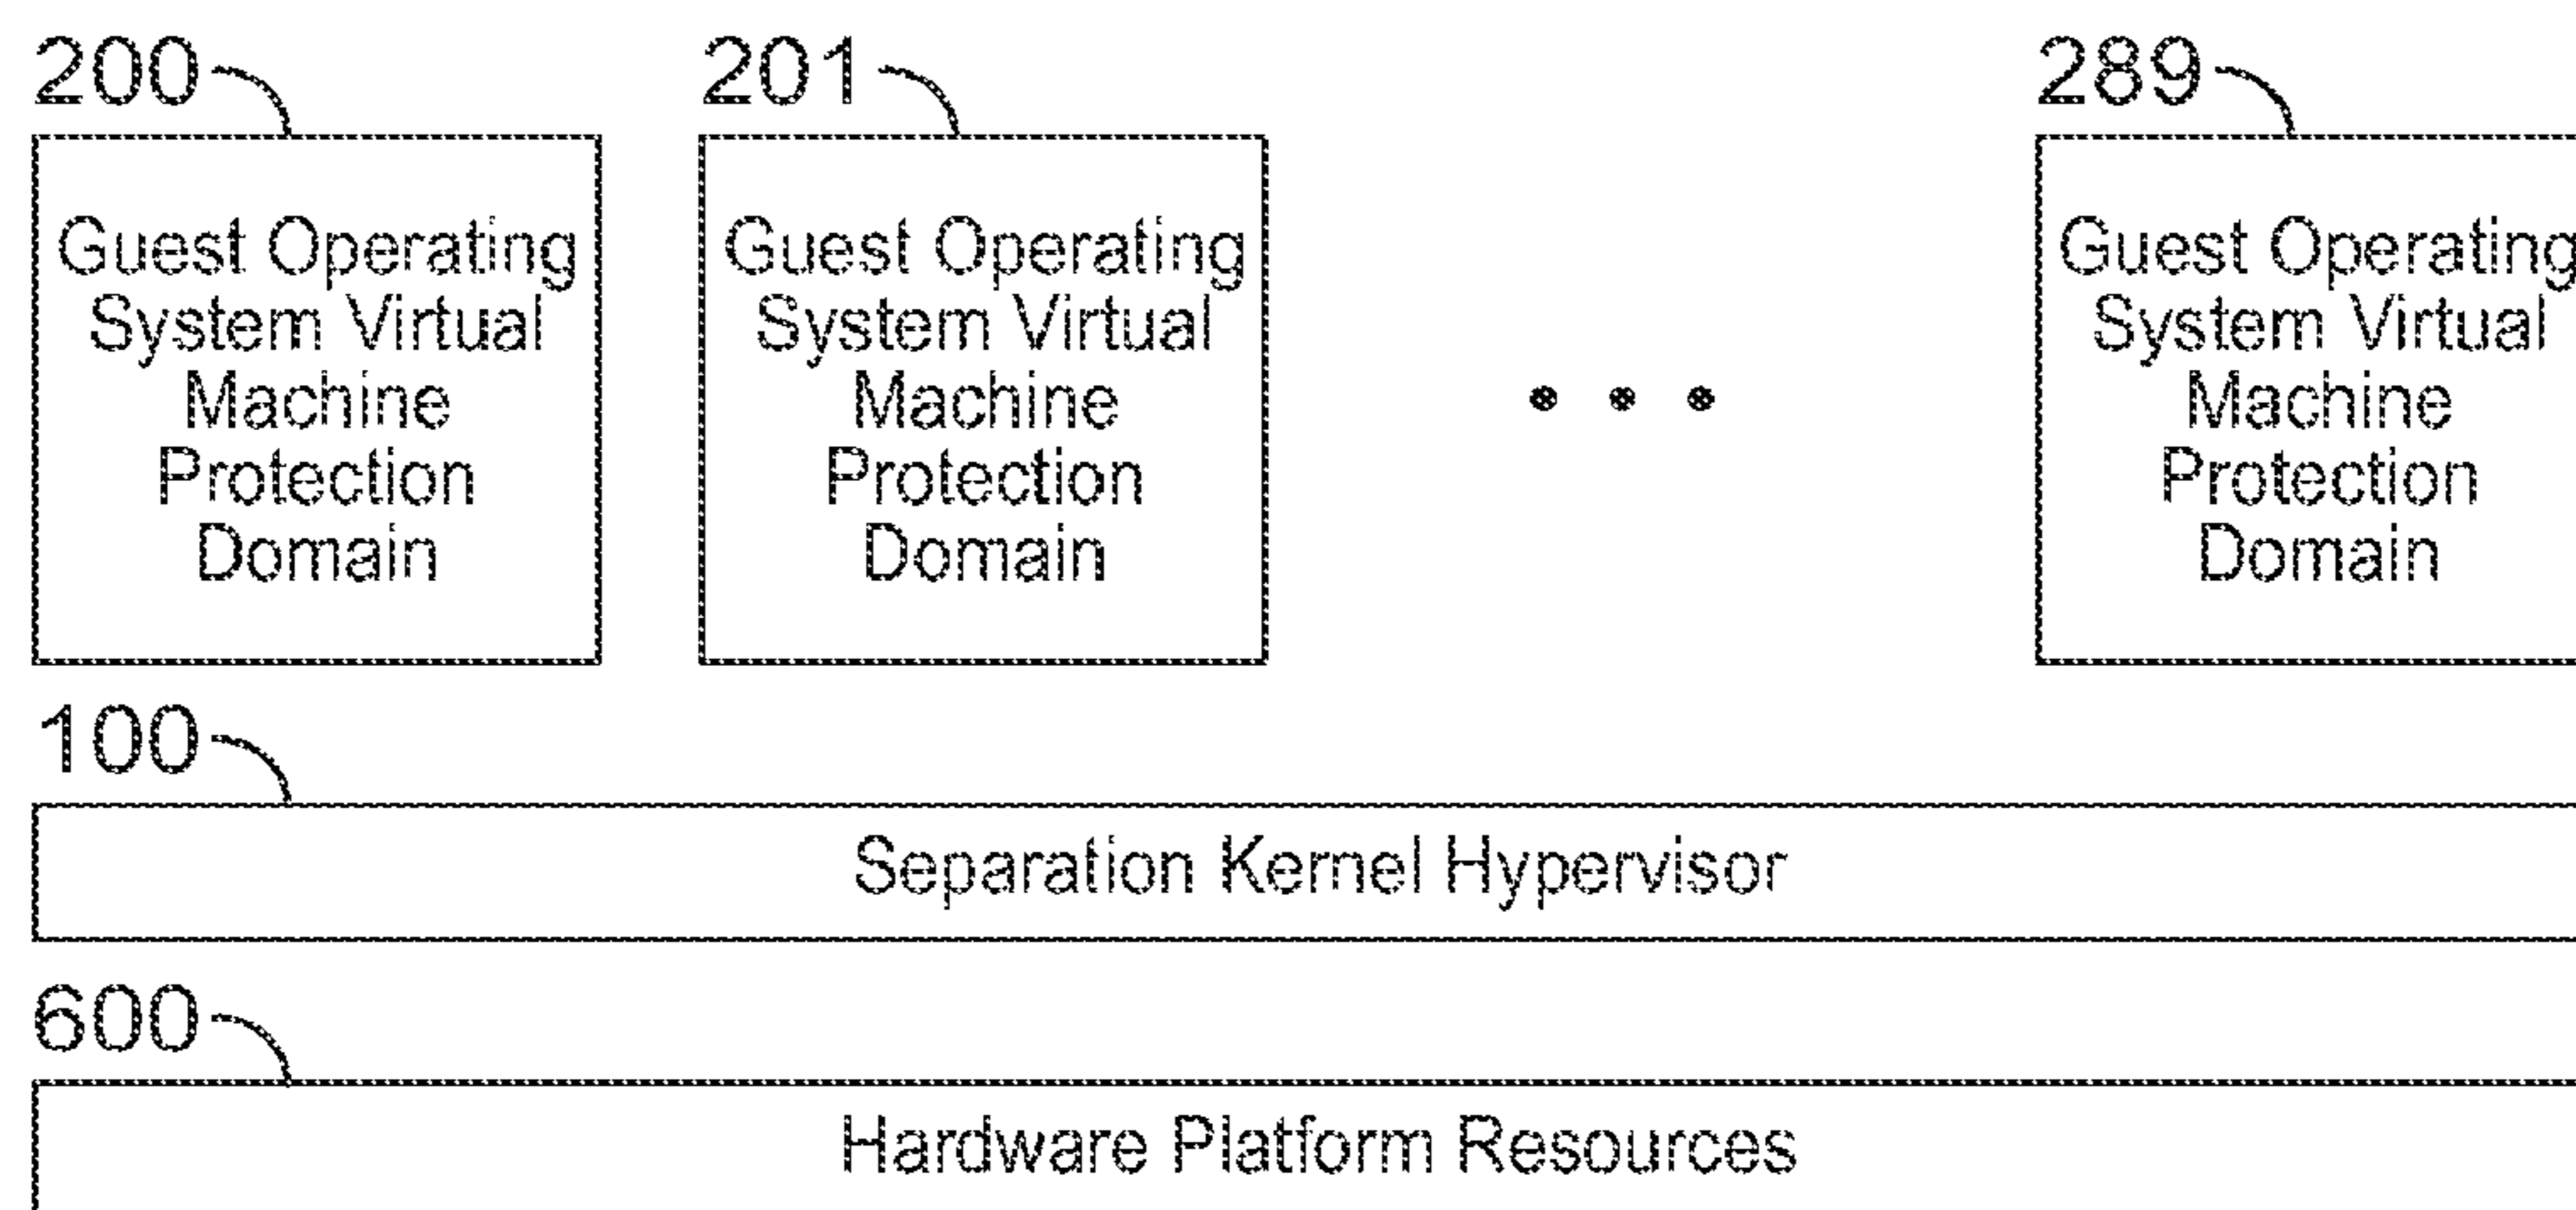 200
201
289
Guest Operating
System Virtual
Machine
Protection
Domain
Guest Operating
System Virtual
Machine
Protection
Domain
• • •
Guest Operating
System Virtual
Machine
Protection
Domain
100
Separation Kernel Hypervisor
600
Hardware Platform Resources